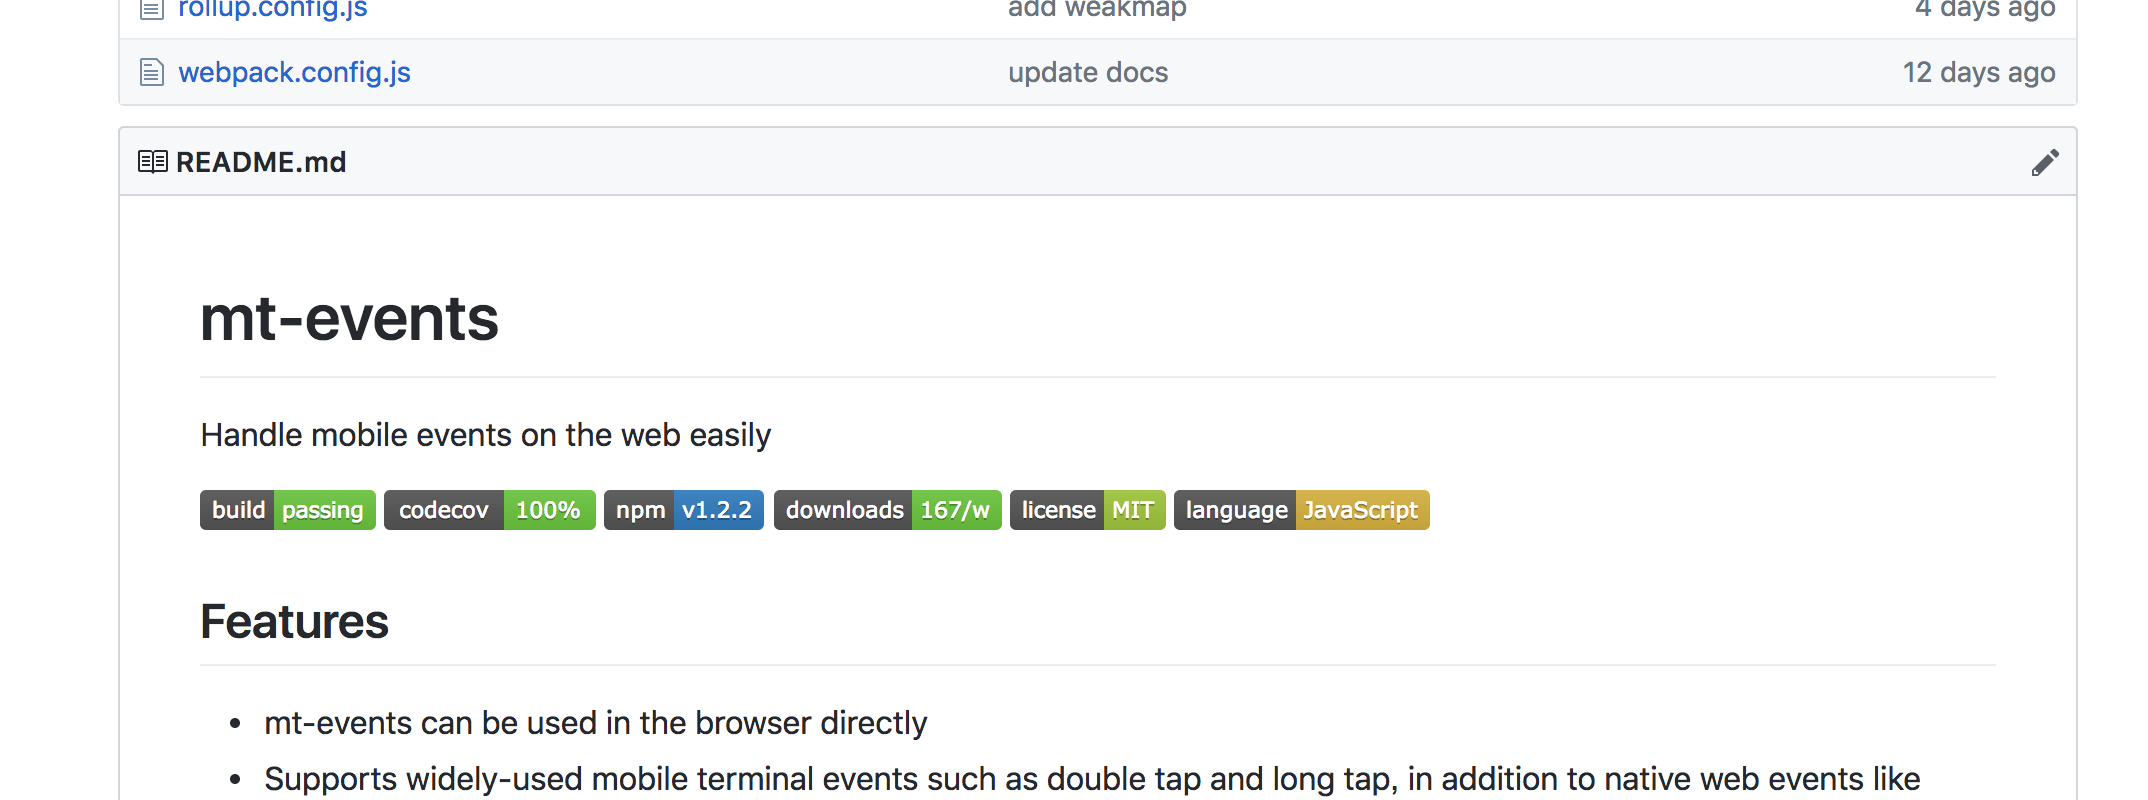 rollup.config.js add weakmap 4 days ago
webpack.config.js update docs 12 days ago
README.md
mt-events
Handle mobile events on the web easily
build passing codecov 100% npm v1.2.2 downloads 167/w license MIT language JavaScript
Features
• mt-events can be used in the browser directly
• Supports widely-used mobile terminal events such as double tap and long tap, in addition to native web events like